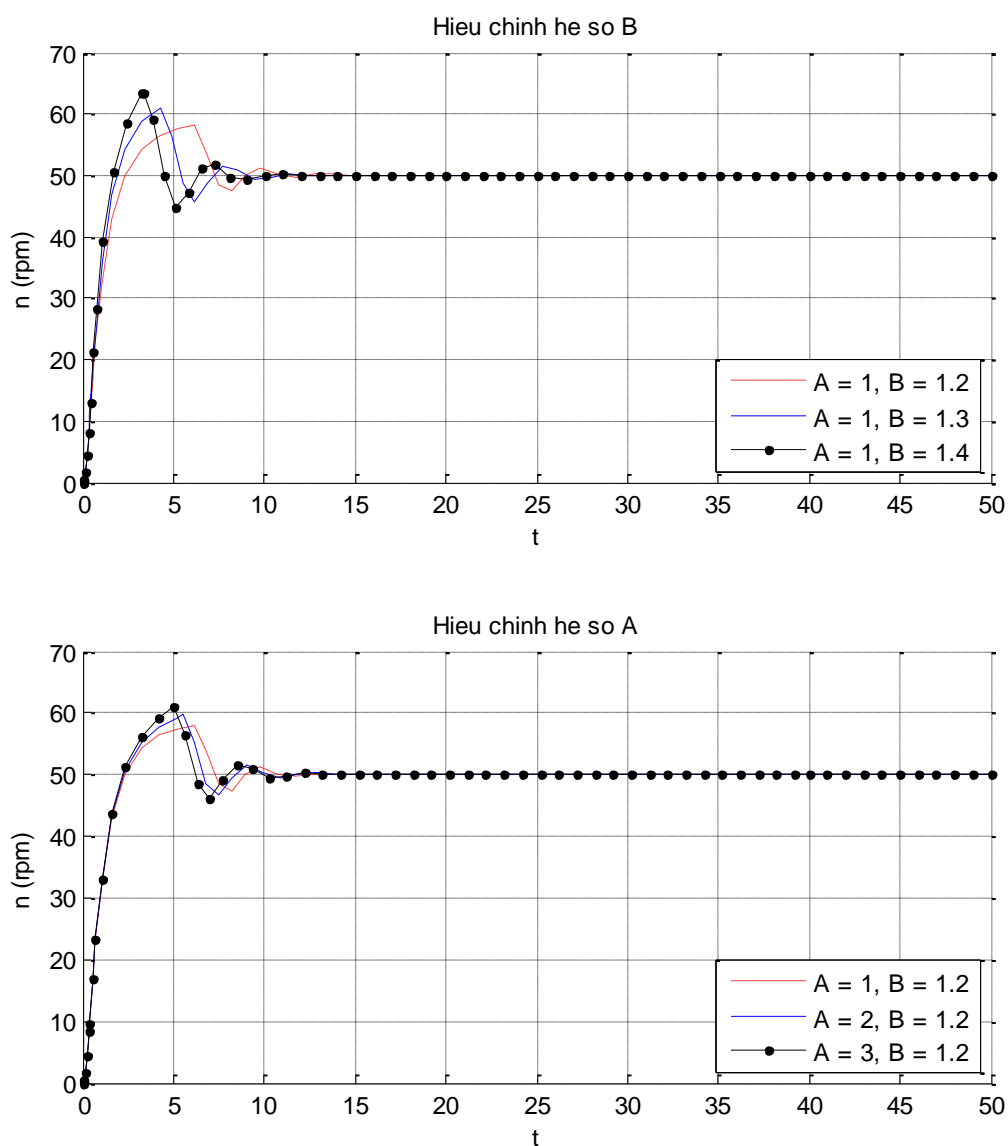 Hieu chinh he so B
70
60
50
40
30
20
10
0
n (rpm)
0 5 10 15 20 25 30 35 40 45 50
t
A = 1, B = 1.2
A = 1, B = 1.3
A = 1, B = 1.4
Hieu chinh he so A
70
60
50
40
30
20
10
0
n (rpm)
0 5 10 15 20 25 30 35 40 45 50
t
A = 1, B = 1.2
A = 2, B = 1.2
A = 3, B = 1.2